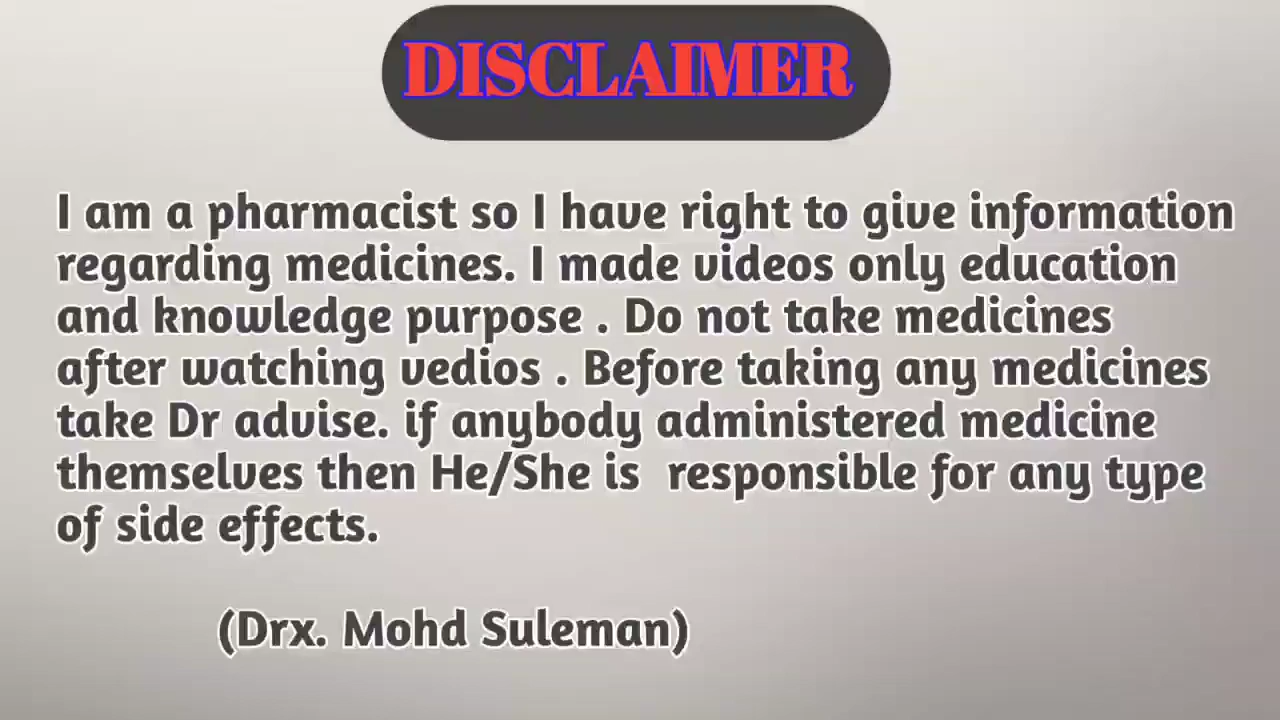 DISCLAIMER
I am a pharmacist so I have right to give information
regarding medicines. I made videos only education
and knowledge purpose . Do not take medicines
after watching vedios . Before taking any medicines
take Dr advise. if anybody administered medicine
themselves then He/She is  responsible for any type
of side effects.
(Drx. Mohd Suleman)